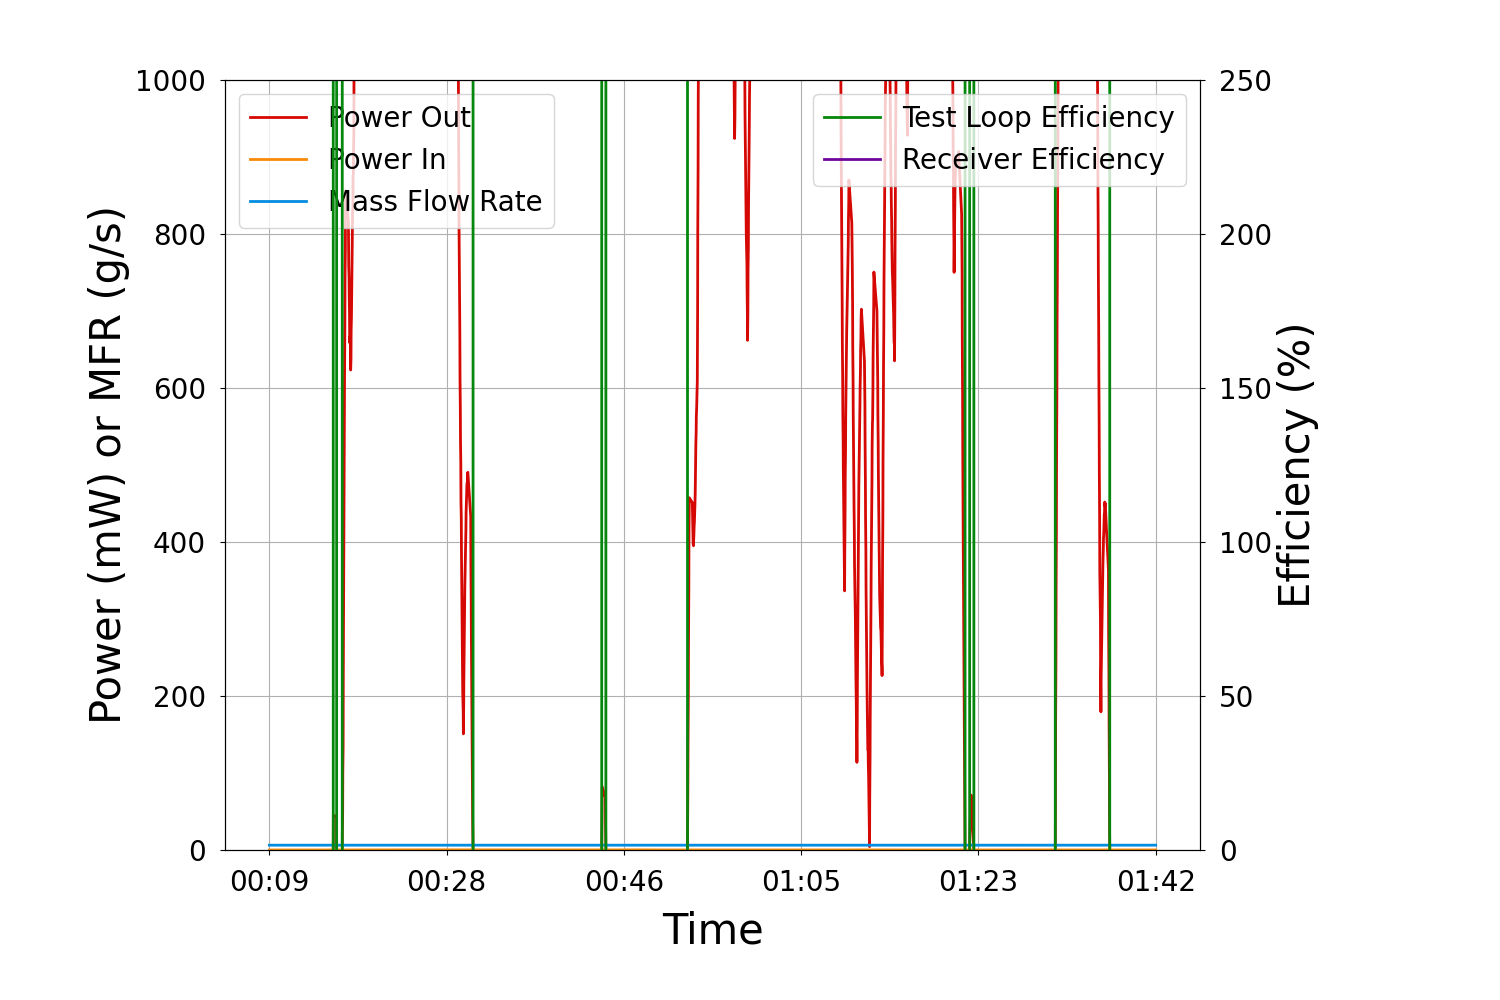 1000
800
600
400
200
0
Power (mW) or MFR (g/s)
Power Out
Power In
Mass Flow Rate
Test Loop Efficiency
Receiver Efficiency
250
200
150
100
50
0
Efficiency (%)
00:09 00:28 00:46 01:05 01:23 01:42
Time